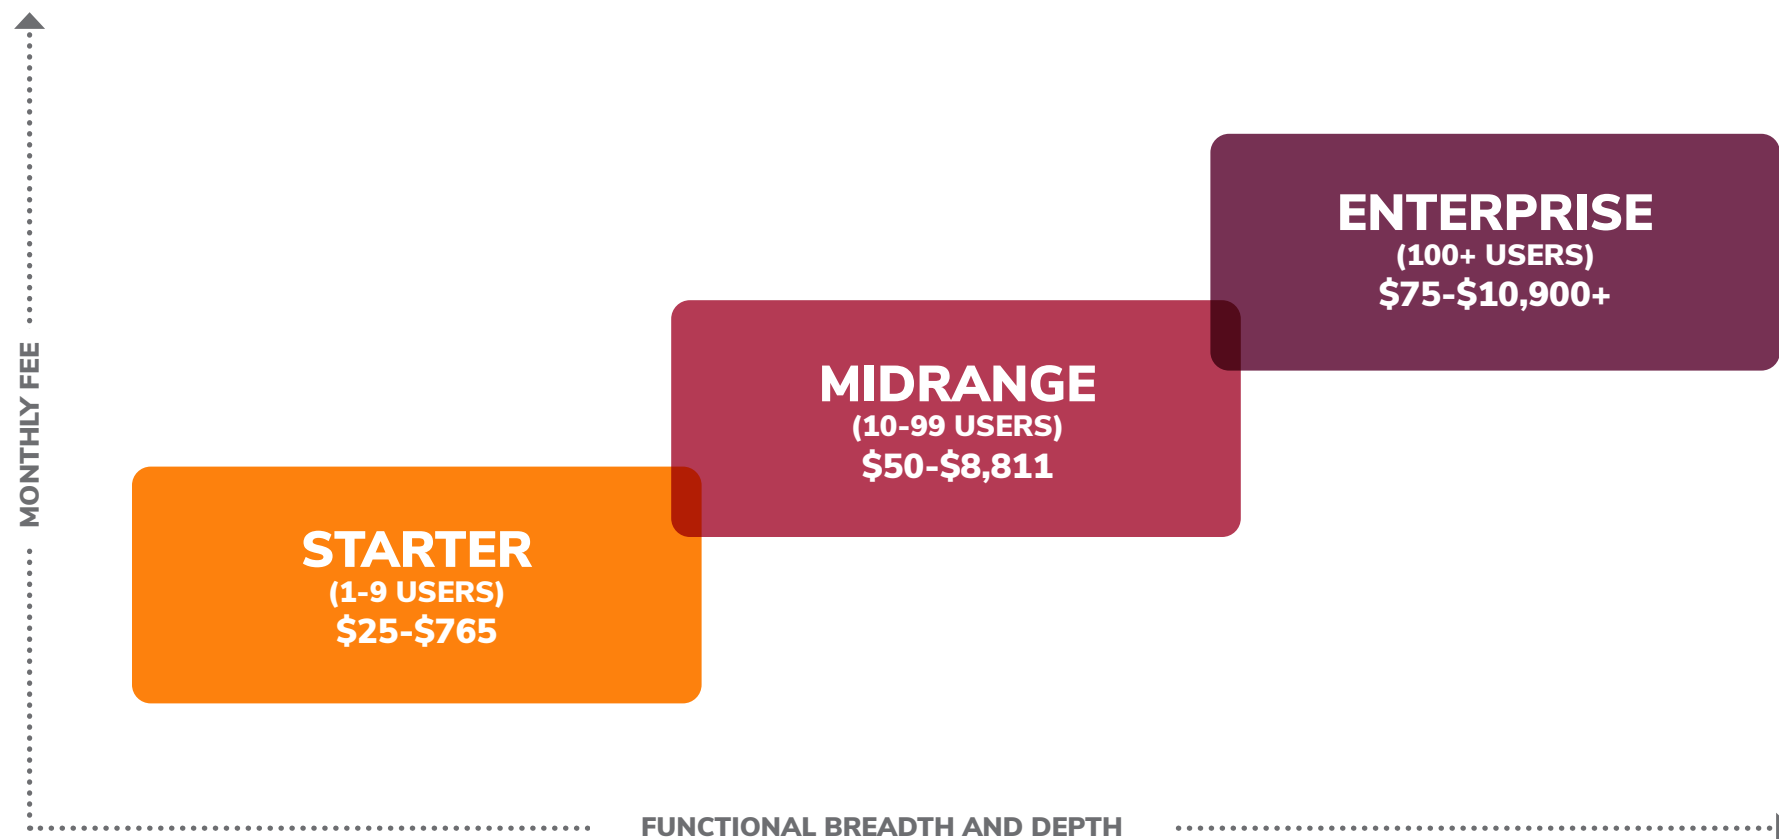 ENTERPRISE
(100+ USERS)
$75-$10,900+
MIDRANGE
(10-99 USERS)
$50-$8,811
STARTER
(1-9 USERS)
$25-$765
MONTHLY FEE
FUNCTIONAL BREADTH AND DEPTH